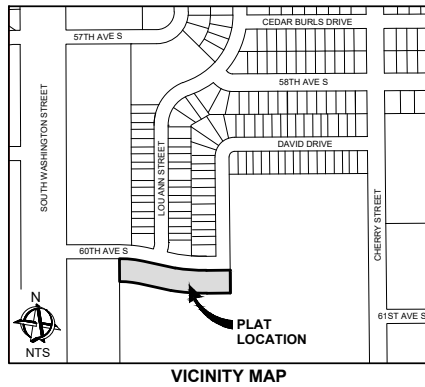 CEDAR BURLS DRIVE
57TH AVE S
58TH AVE S
SOUTH WASHINGTON STREET
LOU ANN STREET
DAVID DRIVE
CHERRY STREET
60TH AVE S
N
NTS
PLAT
LOCATION
61ST AVE S
VICINITY MAP